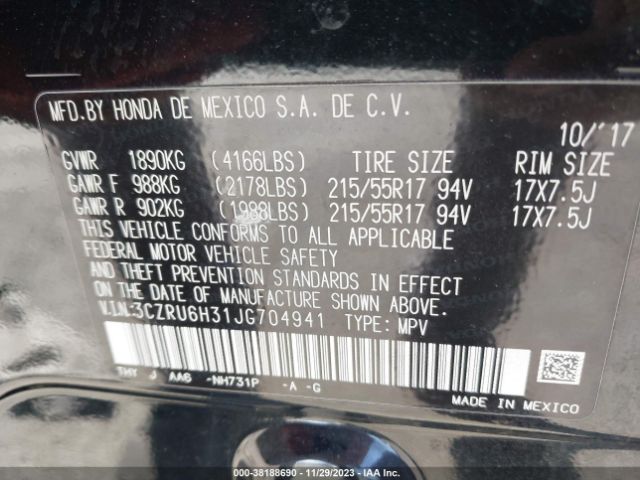 MFD.BY HONDA DE MEXICO S.A. DE C.V.
10/'17
GVWR 1890KG (4166LBS) TIRE SIZE RIM SIZE
GAWR F 988KG (2178LBS) 215/55R17 94V 17X7.5J
GAWR R 902KG (1988LBS) 215/55R17 94V 17X7.5J
THIS VEHICLE CONFORMS TO ALL APPLICABLE
FEDERAL MOTOR VEHICLE SAFETY
AND THEFT PREVENTION STANDARDS IN EFFECT
ON THE DATE OF MANUFACTURE SHOWN ABOVE.
V.I.N:3CZRU6H31JG704941 TYPE: MPV
THY J AA6 -NH731P -A -G
MADE IN MEXICO
000-38188690 - 11/29/2023 - IAA Inc.